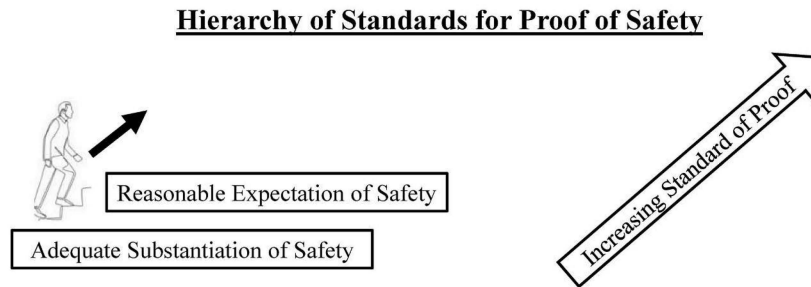 Hierarchy of Standards for Proof of Safety
Increasing Standard of Proof
Reasonable Expectation of Safety
Adequate Substantiation of Safety